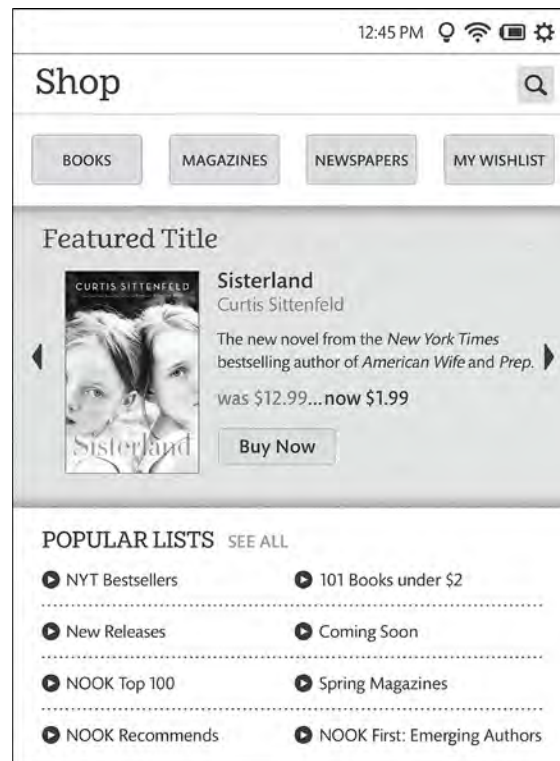 12:45 PM
Shop
BOOKS
MAGAZINES
NEWSPAPERS
MY WISHLIST
Featured Title
CURTIS SITTENFELD
Sisterland
Sisterland
Curtis Sittenfeld
The new novel from the New York Times
bestselling author of American Wife and Prep.
was $12.99...now $1.99
Buy Now
POPULAR LISTS SEE ALL
NYT Bestsellers
101 Books under $2
New Releases
Coming Soon
NOOK Top 100
Spring Magazines
NOOK Recommends
NOOK First: Emerging Authors